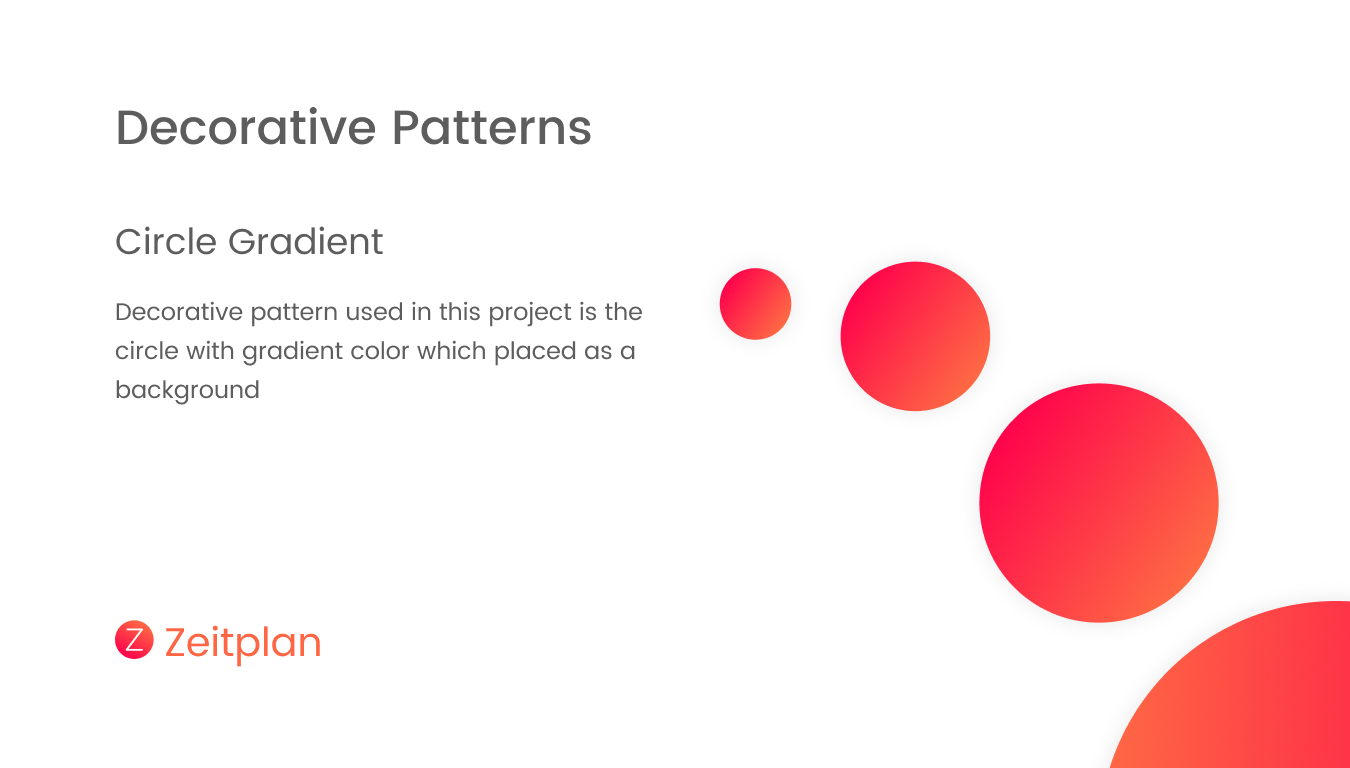 Decorative Patterns
Circle Gradient
Decorative pattern used in this project is the
circle with gradient color which placed as a
background
Z Zeitplan